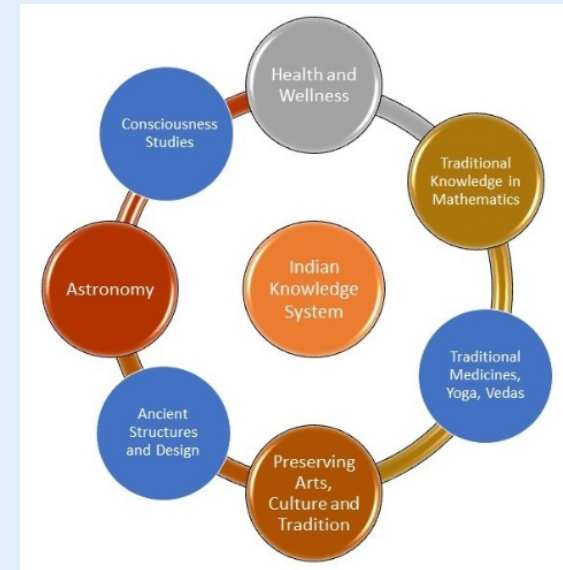 Health and
Wellness
Traditional
Knowledge in
Mathematics
Traditional
Medicines,
Yoga, Vedas
Preserving
Arts,
Culture and
Tradition
Ancient
Structures
and Design
Astronomy
Consciousness
Studies
Indian
Knowledge
System